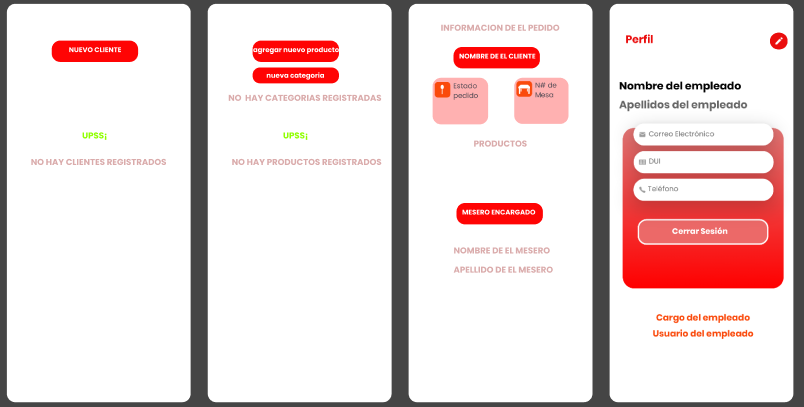 NUEVO CLIENTE
UPSS¡
NO HAY CLIENTES REGISTRADOS
agregar nuevo producto
nueva categoria
NO HAY CATEGORIAS REGISTRADAS
UPSS¡
NO HAY PRODUCTOS REGISTRADOS
INFORMACION DE EL PEDIDO
NOMBRE DE EL CLIENTE
Estado
pedido
N# de
Mesa
PRODUCTOS
MESERO ENCARGADO
NOMBRE DE EL MESERO
APELLIDO DE EL MESERO
Perfil
Nombre del empleado
Apellidos del empleado
Correo Electrónico
DUI
Teléfono
Cerrar Sesión
Cargo del empleado
Usuario del empleado